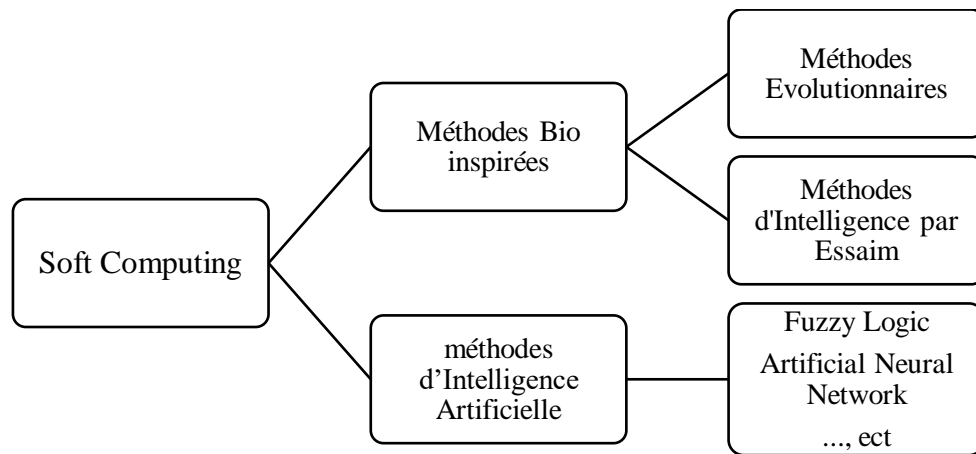 Soft Computing
Méthodes Bio
inspirées
méthodes
d’Intelligence
Artificielle
Méthodes
Evolutionnaires
Méthodes
d'Intelligence par
Essaim
Fuzzy Logic
Artificial Neural
Network
..., ect